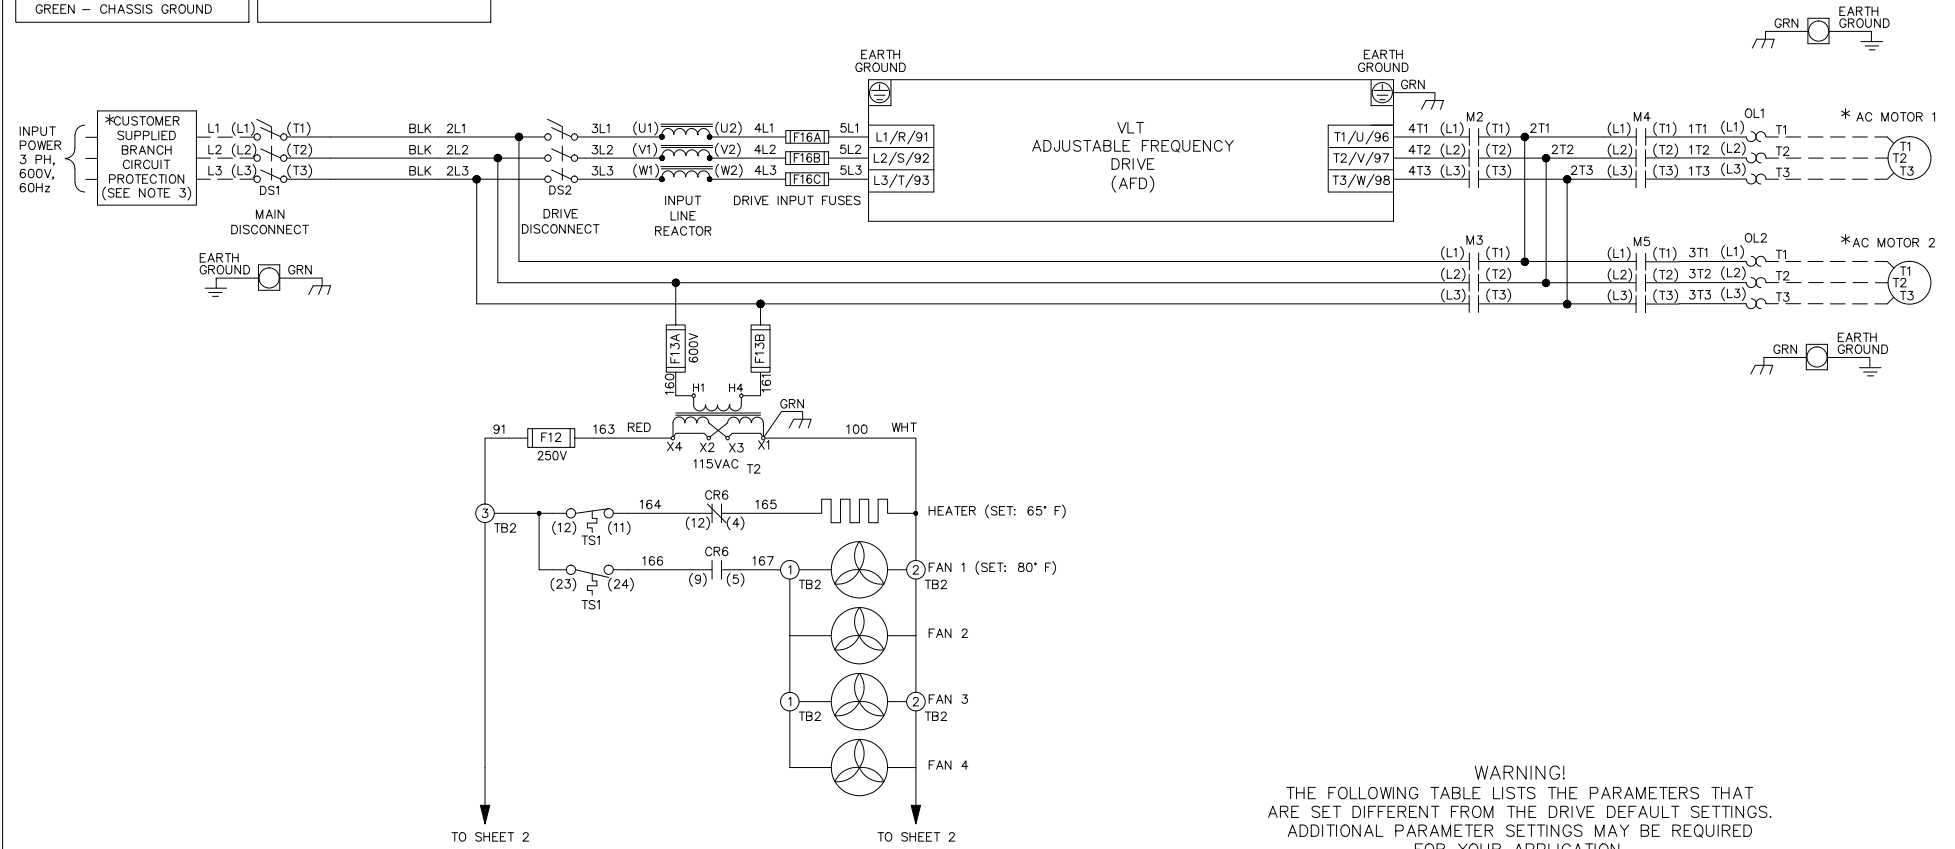 GREEN – CHASSIS GROUND
EARTH
GROUND
GRN
EARTH
GROUND
EARTH
GROUND
GRN
INPUT
POWER
3 PH,
600V,
60Hz
*CUSTOMER
SUPPLIED
BRANCH
CIRCUIT
PROTECTION
(SEE NOTE 3)
L1 (L1) (T1) BLK 2L1 3L1 (U1) (U2) 4L1 F16A 5L1 L1/R/91
L2 (L2) (T2) BLK 2L2 3L2 (V1) (V2) 4L2 F16B 5L2 L2/S/92
L3 (L3) (T3) BLK 2L3 3L3 (W1) (W2) 4L3 F16C 5L3 L3/T/93
DS1
MAIN
DISCONNECT
DS2
DRIVE
DISCONNECT
INPUT
LINE
REACTOR
DRIVE INPUT FUSES
VLT
ADJUSTABLE FREQUENCY
DRIVE
(AFD)
M2 M4 OL1 * AC MOTOR 1
T1/U/96 4T1 (L1) (T1) 2T1 (L1) (T1) 1T1 (L1) T1
T2/V/97 4T2 (L2) (T2) 2T2 (L2) (T2) 1T2 (L2) T2
T3/W/98 4T3 (L3) (T3) 2T3 (L3) (T3) 1T3 (L3) T3
T1
T2
T3
M3 M5 OL2 *AC MOTOR 2
(L1) (T1) (L1) (T1) 3T1 (L1) T1
(L2) (T2) (L2) (T2) 3T2 (L2) T2
(L3) (T3) (L3) (T3) 3T3 (L3) T3
T1
T2
T3
EARTH
GROUND GRN
GRN EARTH
GROUND
F13A
600V
F13B
160
H1 H4
161
GRN
91 F12 163 RED
250V
X4 X2 X3 X1
100 WHT
115VAC T2
3
TB2
(12) (11) 164 CR6 165
TS1
(12) (4)
HEATER (SET: 65° F)
(23) (24) 166 CR6 167
TS1
(9) (5)
1
TB2
2
TB2
FAN 1 (SET: 80° F)
FAN 2
1
TB2
2
TB2
FAN 3
FAN 4
TO SHEET 2
TO SHEET 2
WARNING!
THE FOLLOWING TABLE LISTS THE PARAMETERS THAT
ARE SET DIFFERENT FROM THE DRIVE DEFAULT SETTINGS.
ADDITIONAL PARAMETER SETTINGS MAY BE REQUIRED
FOR YOUR APPLICATION